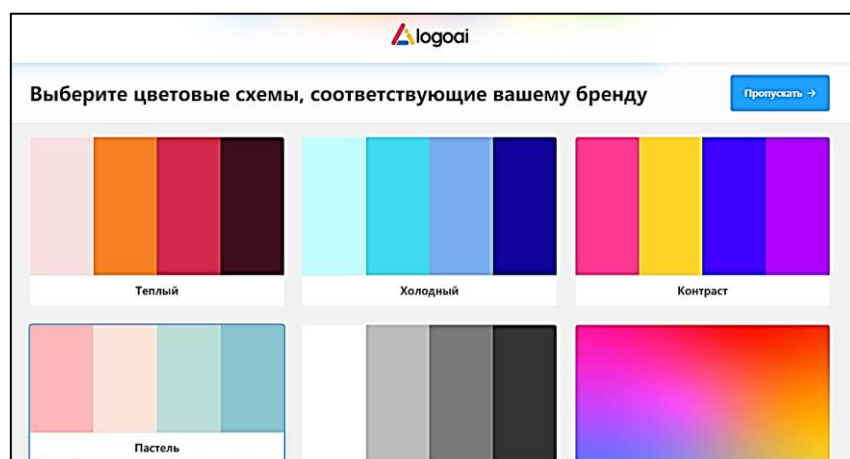 logoai
Выберите цветовые схемы, соответствующие вашему бренду
Пропускать →
Теплый
Холодный
Контраст
Пастель